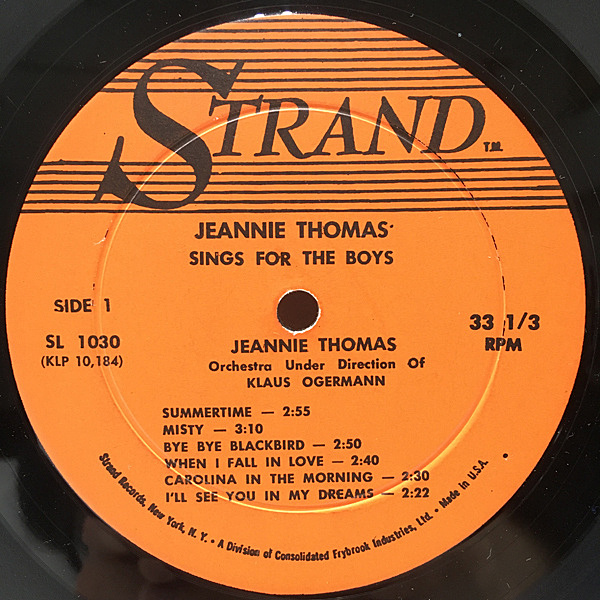 STRAND T.M.
JEANNIE THOMAS
SINGS FOR THE BOYS
SIDE 1
SL 1030
(KLP 10,184)
33 1/3
RPM
JEANNIE THOMAS
Orchestra Under Direction Of
KLAUS OGERMANN
SUMMERTIME — 2:55
MISTY — 3:10
BYE BYE BLACKBIRD — 2:50
WHEN I FALL IN LOVE — 2:40
CAROLINA IN THE MORNING — 2:30
I'LL SEE YOU IN MY DREAMS — 2:22
Strand Records, New York, N. Y. • A Division of Consolidated Frybrook Industries, Ltd. • Made in U.S.A.